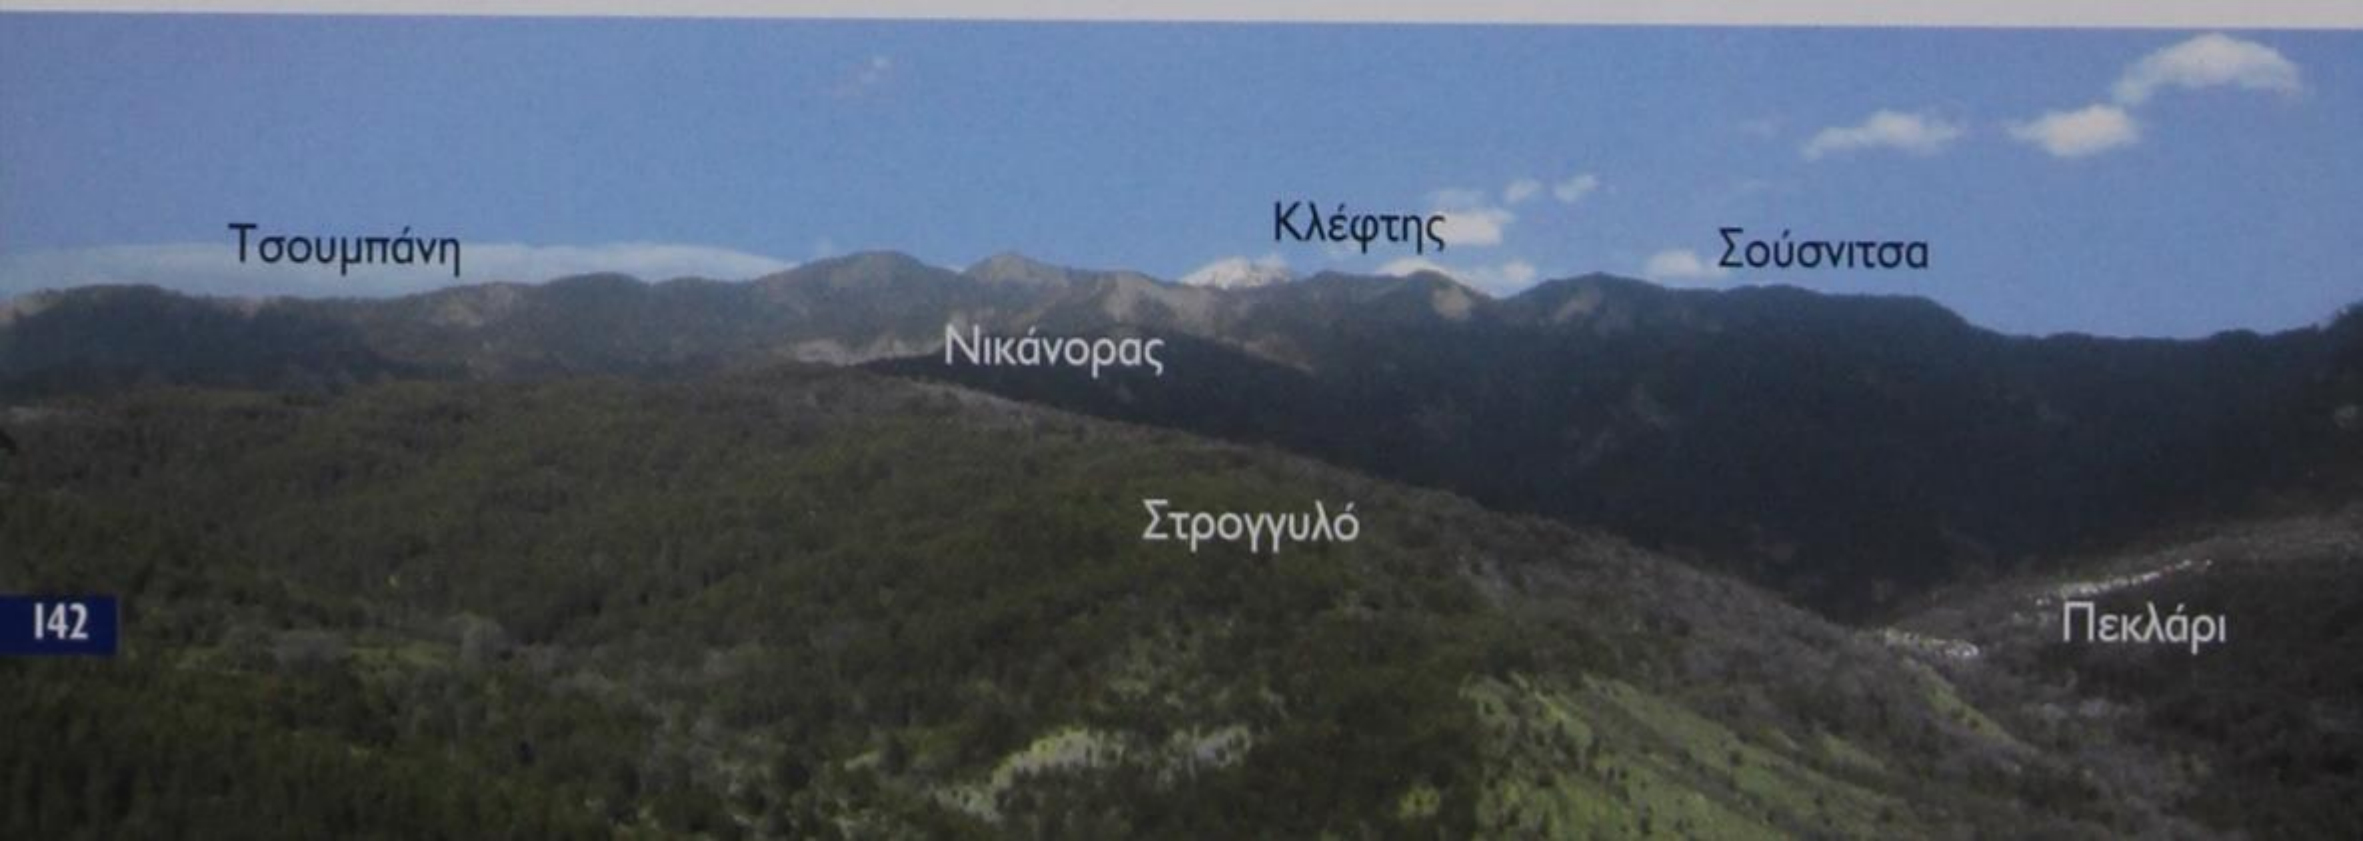 Κλέφτης
Τσουμπάνη
Σούσνιτσα
Νικάνορας
Στρογγυλό
142
Πεκλάρι